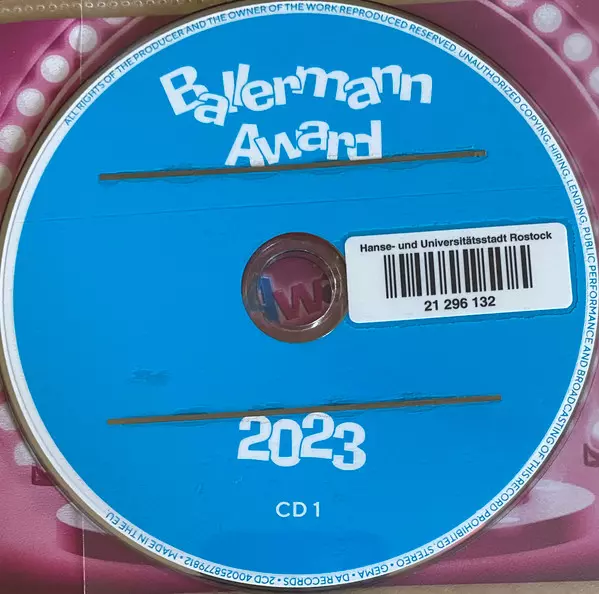 Ballermann
Award
Hanse- und Universitätsstadt Rostock
21 296 132
2023
CD 1
ALL RIGHTS OF THE PRODUCER AND THE OWNER OF THE WORK REPRODUCED RESERVED. UNAUTHORIZED COPYING, HIRING, LENDING, PUBLIC PERFORMANCE AND BROADCASTING OF THIS RECORD PROHIBITED. STEREO • GEMA • DA RECORDS • 2CD 4002587779812 • MADE IN THE EU.